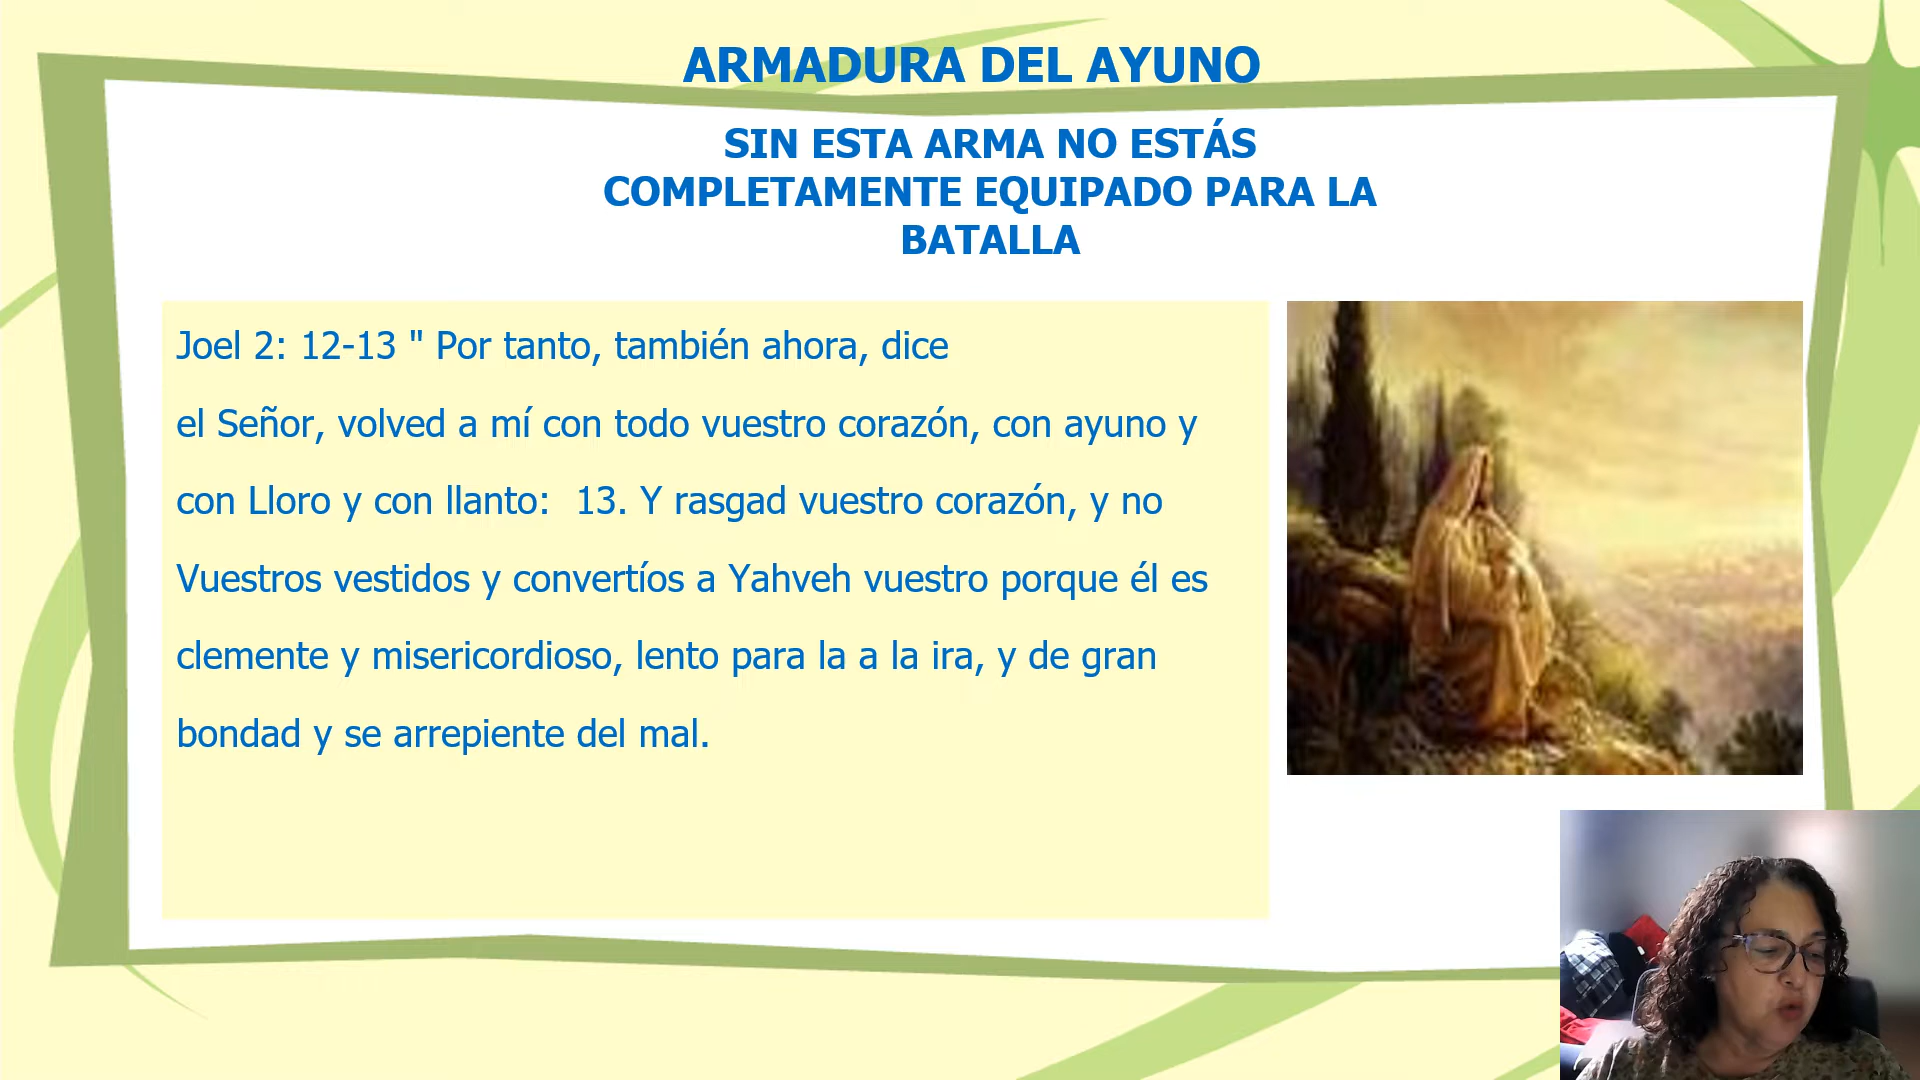 ARMADURA DEL AYUNO
SIN ESTA ARMA NO ESTÁS
COMPLETAMENTE EQUIPADO PARA LA
BATALLA
Joel 2: 12-13 " Por tanto, también ahora, dice
el Señor, volved a mí con todo vuestro corazón, con ayuno y
con Lloro y con llanto:  13. Y rasgad vuestro corazón, y no
Vuestros vestidos y convertíos a Yahveh vuestro porque él es
clemente y misericordioso, lento para la a la ira, y de gran
bondad y se arrepiente del mal.